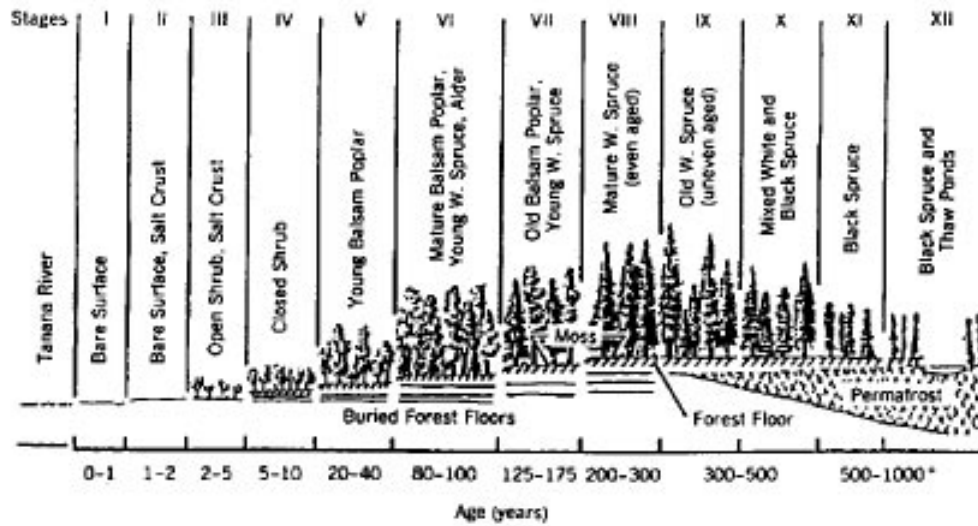 Stages I II III IV V VI VII VIII IX X XI XII
Tanana River
Bare Surface
Bare Surface, Salt Crust
Open Shrub, Salt Crust
Closed Shrub
Young Balsam Poplar
Mature Balsam Poplar,
Young W. Spruce, Alder
Old Balsam Poplar,
Young W. Spruce
Mature W. Spruce
(even aged)
Old W. Spruce
(uneven aged)
Mixed White and
Black Spruce
Black Spruce
Black Spruce and
Thaw Ponds
Moss
Permafrost
Buried Forest Floors
Forest Floor
0-1 1-2 2-5 5-10 20-40 80-100 125-175 200-300 300-500 500-1000+
Age (years)